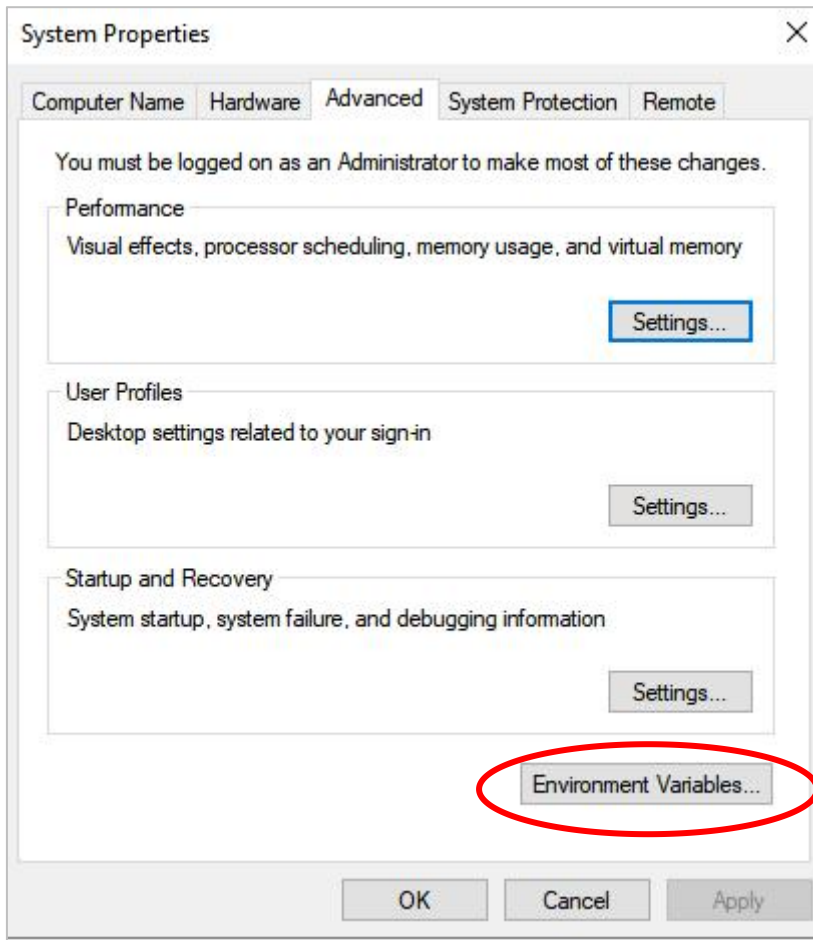 System Properties
Computer Name Hardware Advanced System Protection Remote
You must be logged on as an Administrator to make most of these changes.
Performance
Visual effects, processor scheduling, memory usage, and virtual memory
Settings...
User Profiles
Desktop settings related to your sign-in
Settings...
Startup and Recovery
System startup, system failure, and debugging information
Settings...
Environment Variables...
OK Cancel Apply